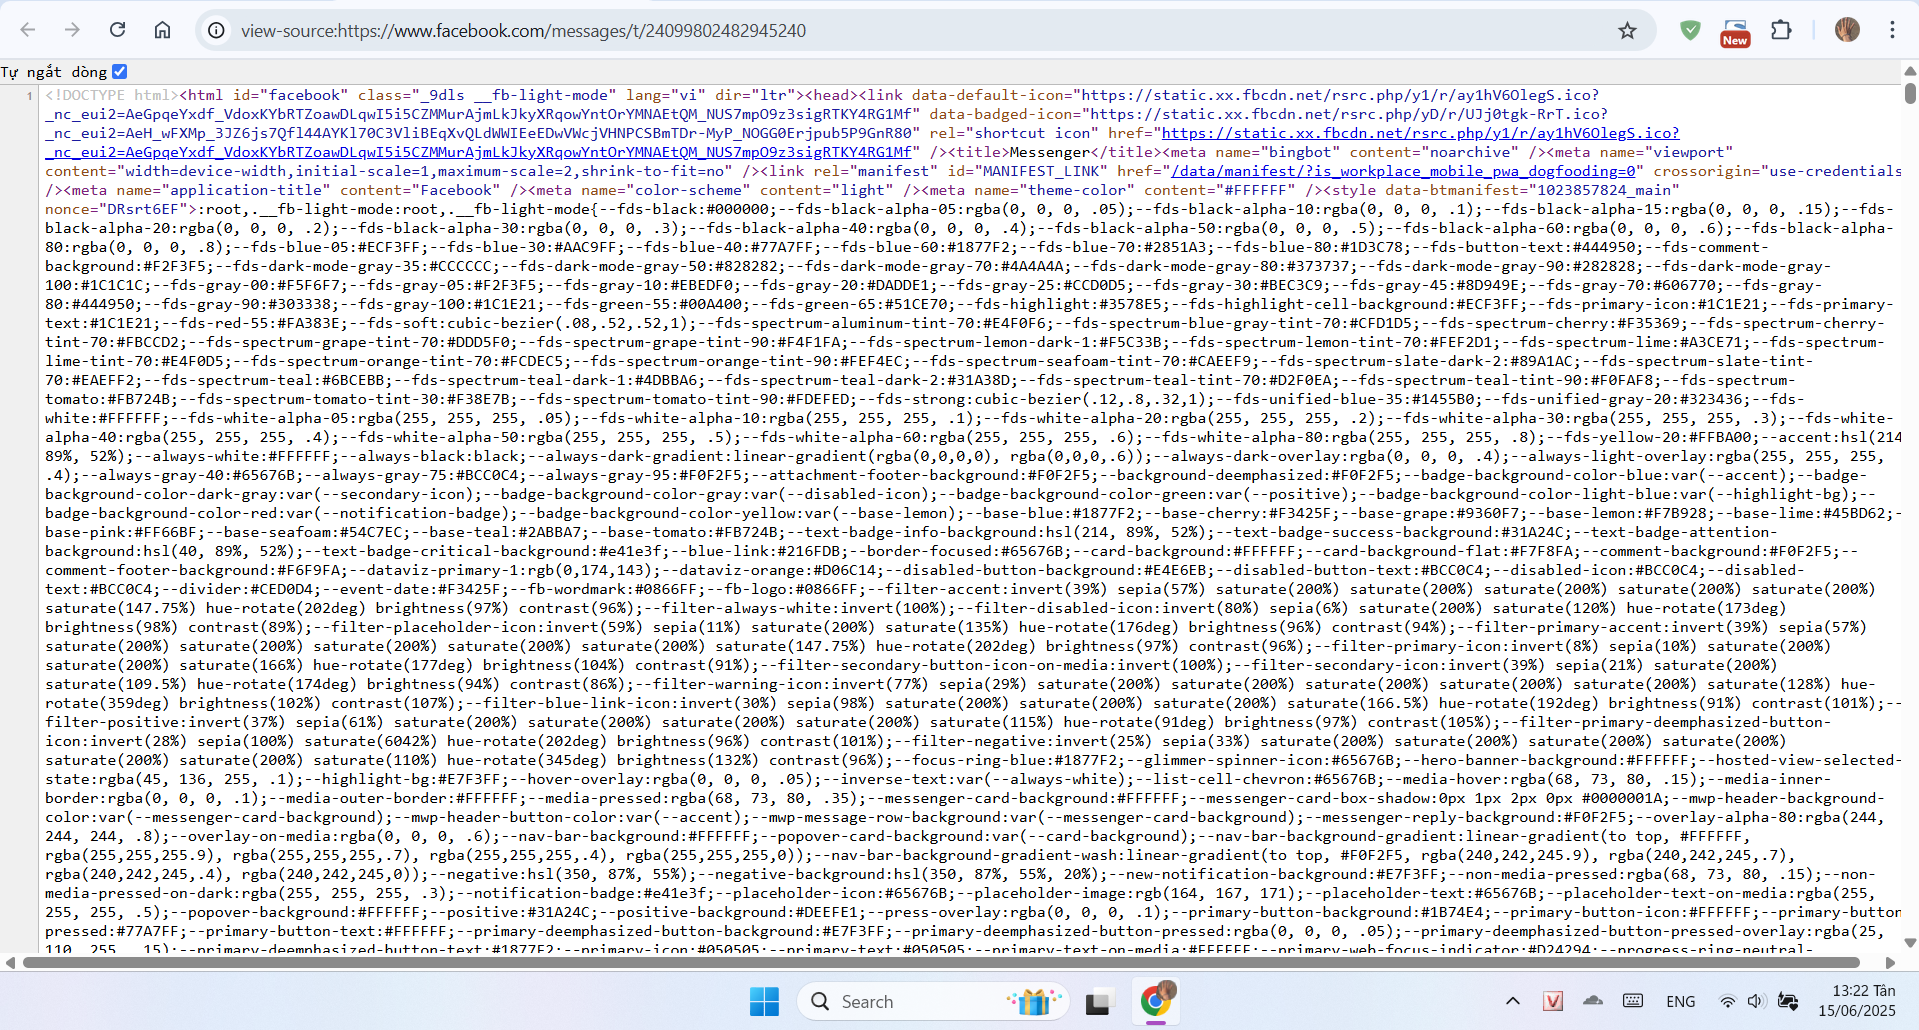 view-source:https://www.facebook.com/messages/t/24099802482945240
New
Tự ngắt dòng
1
<!DOCTYPE html><html id="facebook" class="_9dls __fb-light-mode" lang="vi" dir="ltr"><head><link data-default-icon="https://static.xx.fbcdn.net/rsrc.php/y1/r/ay1hV6OlegS.ico?
_nc_eui2=AeGpqeYxdf_VdoxKYbRTZoawDLqwI5i5CZMMurAjmLkJkyXRqowYntOrYMNAEtQM_NUS7mpO9z3sigRTKY4RG1Mf" data-badged-icon="https://static.xx.fbcdn.net/rsrc.php/yD/r/UJj0tgk-RrT.ico?
_nc_eui2=AeH_wFXMp_3JZ6js7Qfl44AYKl70C3VliBEqXvQLdWWIEeEDwVWcjVHNPCSBmTDr-MyP_NOGG0Erjpub5P9GnR80" rel="shortcut icon" href="https://static.xx.fbcdn.net/rsrc.php/y1/r/ay1hV6OlegS.ico?
_nc_eui2=AeGpqeYxdf_VdoxKYbRTZoawDLqwI5i5CZMMurAjmLkJkyXRqowYntOrYMNAEtQM_NUS7mpO9z3sigRTKY4RG1Mf" /><title>Messenger</title><meta name="bingbot" content="noarchive" /><meta name="viewport"
content="width=device-width,initial-scale=1,maximum-scale=2,shrink-to-fit=no" /><link rel="manifest" id="MANIFEST_LINK" href="/data/manifest/?is_workplace_mobile_pwa_dogfooding=0" crossorigin="use-credentials
/><meta name="application-title" content="Facebook" /><meta name="color-scheme" content="light" /><meta name="theme-color" content="#FFFFFF" /><style data-btmanifest="1023857824_main"
nonce="DRsrt6EF">:root,.__fb-light-mode:root,.__fb-light-mode{--fds-black:#000000;--fds-black-alpha-05:rgba(0, 0, 0, .05);--fds-black-alpha-10:rgba(0, 0, 0, .1);--fds-black-alpha-15:rgba(0, 0, 0, .15);--fds-
black-alpha-20:rgba(0, 0, 0, .2);--fds-black-alpha-30:rgba(0, 0, 0, .3);--fds-black-alpha-40:rgba(0, 0, 0, .4);--fds-black-alpha-50:rgba(0, 0, 0, .5);--fds-black-alpha-60:rgba(0, 0, 0, .6);--fds-black-alpha-
80:rgba(0, 0, 0, .8);--fds-blue-05:#ECF3FF;--fds-blue-30:#AAC9FF;--fds-blue-40:#77A7FF;--fds-blue-60:#1877F2;--fds-blue-70:#2851A3;--fds-blue-80:#1D3C78;--fds-button-text:#444950;--fds-comment-
background:#F2F3F5;--fds-dark-mode-gray-35:#CCCCCC;--fds-dark-mode-gray-50:#828282;--fds-dark-mode-gray-70:#4A4A4A;--fds-dark-mode-gray-80:#373737;--fds-dark-mode-gray-90:#282828;--fds-dark-mode-gray-
100:#1C1C1C;--fds-gray-00:#F5F6F7;--fds-gray-05:#F2F3F5;--fds-gray-10:#EBEDF0;--fds-gray-20:#DADDE1;--fds-gray-25:#CCD0D5;--fds-gray-30:#BEC3C9;--fds-gray-45:#8D949E;--fds-gray-70:#606770;--fds-gray-
80:#444950;--fds-gray-90:#303338;--fds-gray-100:#1C1E21;--fds-green-55:#00A400;--fds-green-65:#51CE70;--fds-highlight:#3578E5;--fds-highlight-cell-background:#ECF3FF;--fds-primary-icon:#1C1E21;--fds-primary-
text:#1C1E21;--fds-red-55:#FA383E;--fds-soft:cubic-bezier(.08,.52,.52,1);--fds-spectrum-aluminum-tint-70:#E4F0F6;--fds-spectrum-blue-gray-tint-70:#CFD1D5;--fds-spectrum-cherry:#F35369;--fds-spectrum-cherry-
tint-70:#FBCCD2;--fds-spectrum-grape-tint-70:#DDD5F0;--fds-spectrum-grape-tint-90:#F4F1FA;--fds-spectrum-lemon-dark-1:#F5C33B;--fds-spectrum-lemon-tint-70:#FEF2D1;--fds-spectrum-lime:#A3CE71;--fds-spectrum-
lime-tint-70:#E4F0D5;--fds-spectrum-orange-tint-70:#FCDEC5;--fds-spectrum-orange-tint-90:#FEF4EC;--fds-spectrum-seafoam-tint-70:#CAEEF9;--fds-spectrum-slate-dark-2:#89A1AC;--fds-spectrum-slate-tint-
70:#EAEFF2;--fds-spectrum-teal:#6BCEBB;--fds-spectrum-teal-dark-1:#4DBBA6;--fds-spectrum-teal-dark-2:#31A38D;--fds-spectrum-teal-tint-70:#D2F0EA;--fds-spectrum-teal-tint-90:#F0FAF8;--fds-spectrum-
tomato:#FB724B;--fds-spectrum-tomato-tint-30:#F38E7B;--fds-spectrum-tomato-tint-90:#FDEFED;--fds-strong:cubic-bezier(.12,.8,.32,1);--fds-unified-blue-35:#1455B0;--fds-unified-gray-20:#323436;--fds-
white:#FFFFFF;--fds-white-alpha-05:rgba(255, 255, 255, .05);--fds-white-alpha-10:rgba(255, 255, 255, .1);--fds-white-alpha-20:rgba(255, 255, 255, .2);--fds-white-alpha-30:rgba(255, 255, 255, .3);--fds-white-
alpha-40:rgba(255, 255, 255, .4);--fds-white-alpha-50:rgba(255, 255, 255, .5);--fds-white-alpha-60:rgba(255, 255, 255, .6);--fds-white-alpha-80:rgba(255, 255, 255, .8);--fds-yellow-20:#FFBA00;--accent:hsl(214
89%, 52%);--always-white:#FFFFFF;--always-black:black;--always-dark-gradient:linear-gradient(rgba(0,0,0,0), rgba(0,0,0,.6));--always-dark-overlay:rgba(0, 0, 0, .4);--always-light-overlay:rgba(255, 255, 255,
.4);--always-gray-40:#65676B;--always-gray-75:#BCC0C4;--always-gray-95:#F0F2F5;--attachment-footer-background:#F0F2F5;--background-deemphasized:#F0F2F5;--badge-background-color-blue:var(--accent);--badge-
background-color-dark-gray:var(--secondary-icon);--badge-background-color-gray:var(--disabled-icon);--badge-background-color-green:var(--positive);--badge-background-color-light-blue:var(--highlight-bg);--
badge-background-color-red:var(--notification-badge);--badge-background-color-yellow:var(--base-lemon);--base-blue:#1877F2;--base-cherry:#F3425F;--base-grape:#9360F7;--base-lemon:#F7B928;--base-lime:#45BD62;-
base-pink:#FF66BF;--base-seafoam:#54C7EC;--base-teal:#2ABBA7;--base-tomato:#FB724B;--text-badge-info-background:hsl(214, 89%, 52%);--text-badge-success-background:#31A24C;--text-badge-attention-
background:hsl(40, 89%, 52%);--text-badge-critical-background:#e41e3f;--blue-link:#216FDB;--border-focused:#65676B;--card-background:#FFFFFF;--card-background-flat:#F7F8FA;--comment-background:#F0F2F5;--
comment-footer-background:#F6F9FA;--dataviz-primary-1:rgb(0,174,143);--dataviz-orange:#D06C14;--disabled-button-background:#E4E6EB;--disabled-button-text:#BCC0C4;--disabled-icon:#BCC0C4;--disabled-
text:#BCC0C4;--divider:#CED0D4;--event-date:#F3425F;--fb-wordmark:#0866FF;--fb-logo:#0866FF;--filter-accent:invert(39%) sepia(57%) saturate(200%) saturate(200%) saturate(200%) saturate(200%) saturate(200%)
saturate(147.75%) hue-rotate(202deg) brightness(97%) contrast(96%);--filter-always-white:invert(100%);--filter-disabled-icon:invert(80%) sepia(6%) saturate(200%) saturate(120%) hue-rotate(173deg)
brightness(98%) contrast(89%);--filter-placeholder-icon:invert(59%) sepia(11%) saturate(200%) saturate(135%) hue-rotate(176deg) brightness(96%) contrast(94%);--filter-primary-accent:invert(39%) sepia(57%)
saturate(200%) saturate(200%) saturate(200%) saturate(200%) saturate(200%) saturate(147.75%) hue-rotate(202deg) brightness(97%) contrast(96%);--filter-primary-icon:invert(8%) sepia(10%) saturate(200%)
saturate(200%) saturate(166%) hue-rotate(177deg) brightness(104%) contrast(91%);--filter-secondary-button-icon-on-media:invert(100%);--filter-secondary-icon:invert(39%) sepia(21%) saturate(200%)
saturate(109.5%) hue-rotate(174deg) brightness(94%) contrast(86%);--filter-warning-icon:invert(77%) sepia(29%) saturate(200%) saturate(200%) saturate(200%) saturate(200%) saturate(200%) saturate(128%) hue-
rotate(359deg) brightness(102%) contrast(107%);--filter-blue-link-icon:invert(30%) sepia(98%) saturate(200%) saturate(200%) saturate(200%) saturate(166.5%) hue-rotate(192deg) brightness(91%) contrast(101%);--
filter-positive:invert(37%) sepia(61%) saturate(200%) saturate(200%) saturate(200%) saturate(200%) saturate(115%) hue-rotate(91deg) brightness(97%) contrast(105%);--filter-primary-deemphasized-button-
icon:invert(28%) sepia(100%) saturate(6042%) hue-rotate(202deg) brightness(96%) contrast(101%);--filter-negative:invert(25%) sepia(33%) saturate(200%) saturate(200%) saturate(200%) saturate(200%)
saturate(200%) saturate(200%) saturate(110%) hue-rotate(345deg) brightness(132%) contrast(96%);--focus-ring-blue:#1877F2;--glimmer-spinner-icon:#65676B;--hero-banner-background:#FFFFFF;--hosted-view-selected-
state:rgba(45, 136, 255, .1);--highlight-bg:#E7F3FF;--hover-overlay:rgba(0, 0, 0, .05);--inverse-text:var(--always-white);--list-cell-chevron:#65676B;--media-hover:rgba(68, 73, 80, .15);--media-inner-
border:rgba(0, 0, 0, .1);--media-outer-border:#FFFFFF;--media-pressed:rgba(68, 73, 80, .35);--messenger-card-background:#FFFFFF;--messenger-card-box-shadow:0px 1px 2px 0px #0000001A;--mwp-header-background-
color:var(--messenger-card-background);--mwp-header-button-color:var(--accent);--mwp-message-row-background:var(--messenger-card-background);--messenger-reply-background:#F0F2F5;--overlay-alpha-80:rgba(244,
244, 244, .8);--overlay-on-media:rgba(0, 0, 0, .6);--nav-bar-background:#FFFFFF;--popover-card-background:var(--card-background);--nav-bar-background-gradient:linear-gradient(to top, #FFFFFF,
rgba(255,255,255.9), rgba(255,255,255,.7), rgba(255,255,255,.4), rgba(255,255,255,0));--nav-bar-background-gradient-wash:linear-gradient(to top, #F0F2F5, rgba(240,242,245.9), rgba(240,242,245,.7),
rgba(240,242,245,.4), rgba(240,242,245,0));--negative:hsl(350, 87%, 55%);--negative-background:hsl(350, 87%, 55%, 20%);--new-notification-background:#E7F3FF;--non-media-pressed:rgba(68, 73, 80, .15);--non-
media-pressed-on-dark:rgba(255, 255, 255, .3);--notification-badge:#e41e3f;--placeholder-icon:#65676B;--placeholder-image:rgb(164, 167, 171);--placeholder-text:#65676B;--placeholder-text-on-media:rgba(255,
255, 255, .5);--popover-background:#FFFFFF;--positive:#31A24C;--positive-background:#DEEFE1;--press-overlay:rgba(0, 0, 0, .1);--primary-button-background:#1B74E4;--primary-button-icon:#FFFFFF;--primary-button
pressed:#77A7FF;--primary-button-text:#FFFFFF;--primary-deemphasized-button-background:#E7F3FF;--primary-deemphasized-button-pressed:rgba(0, 0, 0, .05);--primary-deemphasized-button-pressed-overlay:rgba(25,
110, 255, .15);--primary-deemphasized-button-text:#1877F2;--primary-icon:#050505;--primary-text:#050505;--primary-text-on-media:#FFFFFF;--primary-web-focus-indicator:#D24294;--progress-ring-neutral-
Search
V
ENG
13:22 Tân
15/06/2025